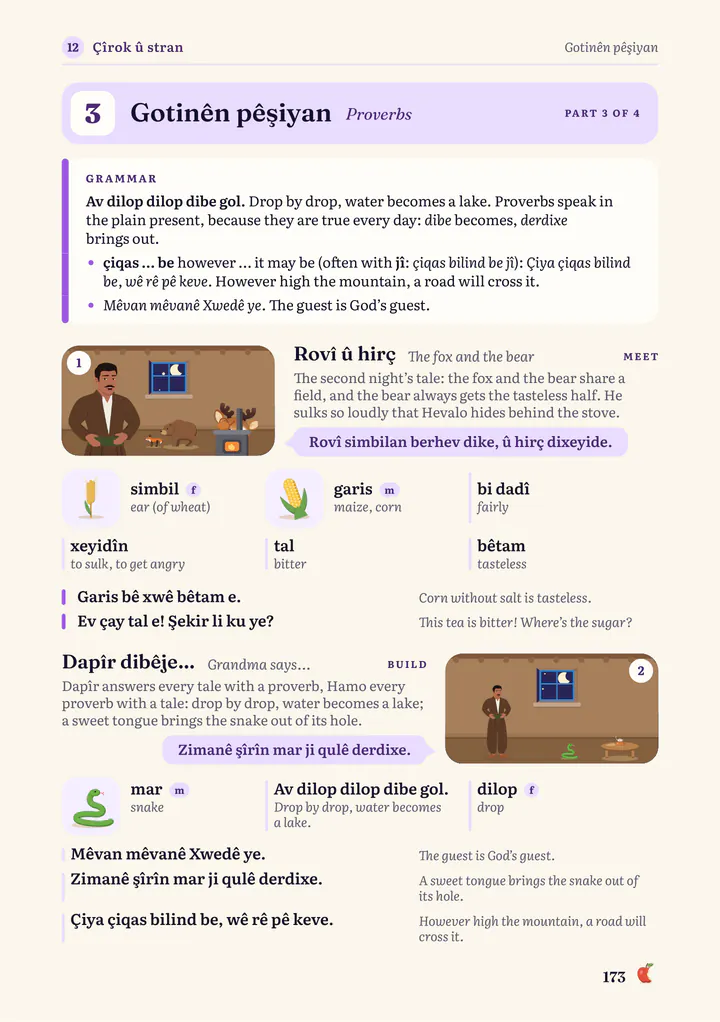 12 Çîrok û stran
Gotinên pêşiyan
3 Gotinên pêşiyan Proverbs PART 3 OF 4
GRAMMAR
Av dilop dilop dibe gol. Drop by drop, water becomes a lake. Proverbs speak in
the plain present, because they are true every day: dibe becomes, derdixe
brings out.
• çiqas … be however … it may be (often with jî: çiqas bilind be jî): Çiya çiqas bilind
be, wê rê pê keve. However high the mountain, a road will cross it.
• Mêvan mêvanê Xwedê ye. The guest is God’s guest.
1
Rovî û hirç The fox and the bear MEET
The second night’s tale: the fox and the bear share a
field, and the bear always gets the tasteless half. He
sulks so loudly that Hevalo hides behind the stove.
Rovî simbilan berhev dike, û hirç dixeyide.
simbil f
ear (of wheat)
garis m
maize, corn
bi dadî
fairly
xeyidîn
to sulk, to get angry
tal
bitter
bêtam
tasteless
Garis bê xwê bêtam e.
Corn without salt is tasteless.
Ev çay tal e! Şekir li ku ye?
This tea is bitter! Where’s the sugar?
Dapîr dibêje… Grandma says… BUILD
Dapîr answers every tale with a proverb, Hamo every
proverb with a tale: drop by drop, water becomes a lake;
a sweet tongue brings the snake out of its hole.
Zimanê şîrîn mar ji qulê derdixe.
2
mar m
snake
Av dilop dilop dibe gol.
Drop by drop, water becomes
a lake.
dilop f
drop
Mêvan mêvanê Xwedê ye.
The guest is God’s guest.
Zimanê şîrîn mar ji qulê derdixe.
A sweet tongue brings the snake out of
its hole.
Çiya çiqas bilind be, wê rê pê keve.
However high the mountain, a road will
cross it.
173